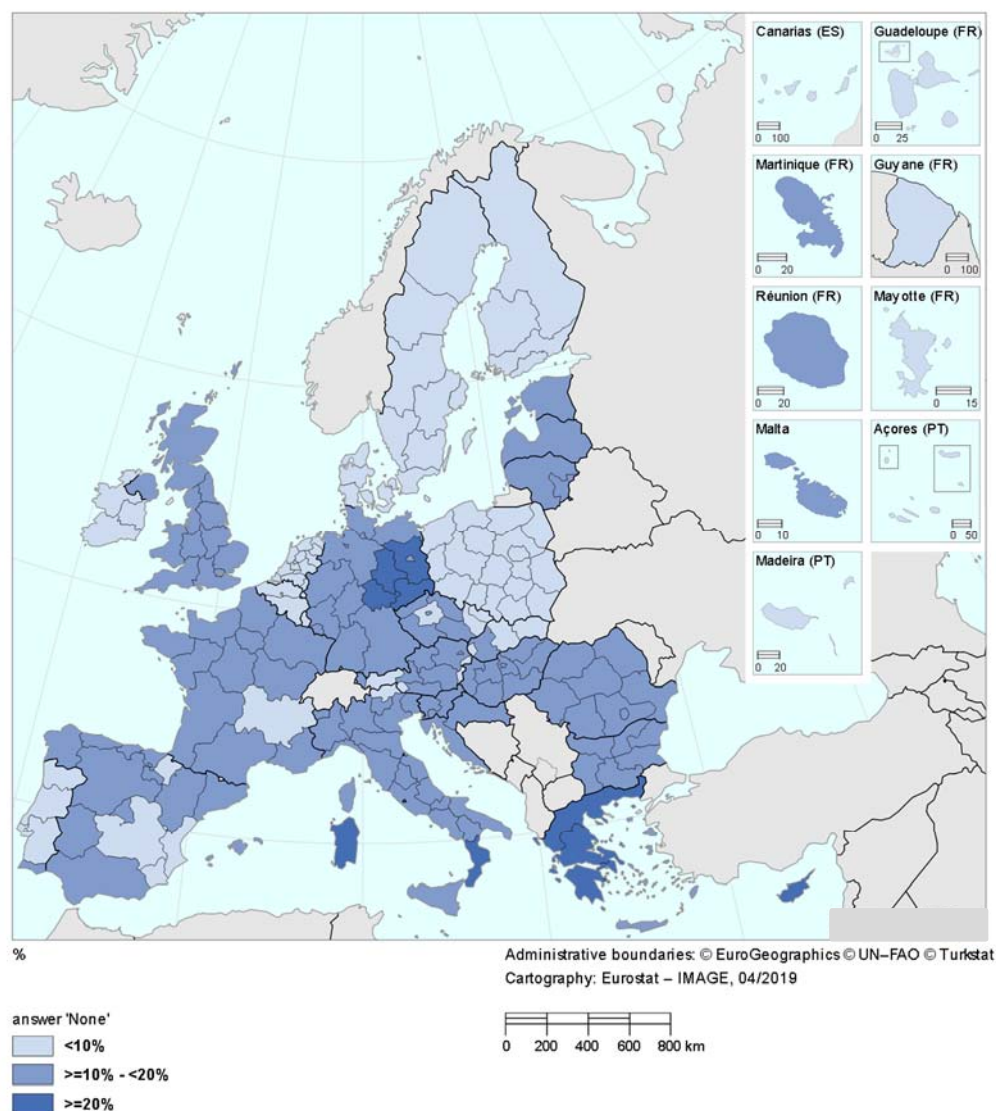 Canarias (ES)
0 100
Guadeloupe (FR)
0 25
Martinique (FR)
0 20
Guyane (FR)
0 100
Réunion (FR)
0 20
Mayotte (FR)
0 15
Malta
0 10
Açores (PT)
0 50
Madeira (PT)
0 20
%
Administrative boundaries: © EuroGeographics © UN–FAO © Turkstat
Cartography: Eurostat – IMAGE, 04/2019
answer 'None'
<10%
>=10% - <20%
>=20%
0 200 400 600 800 km